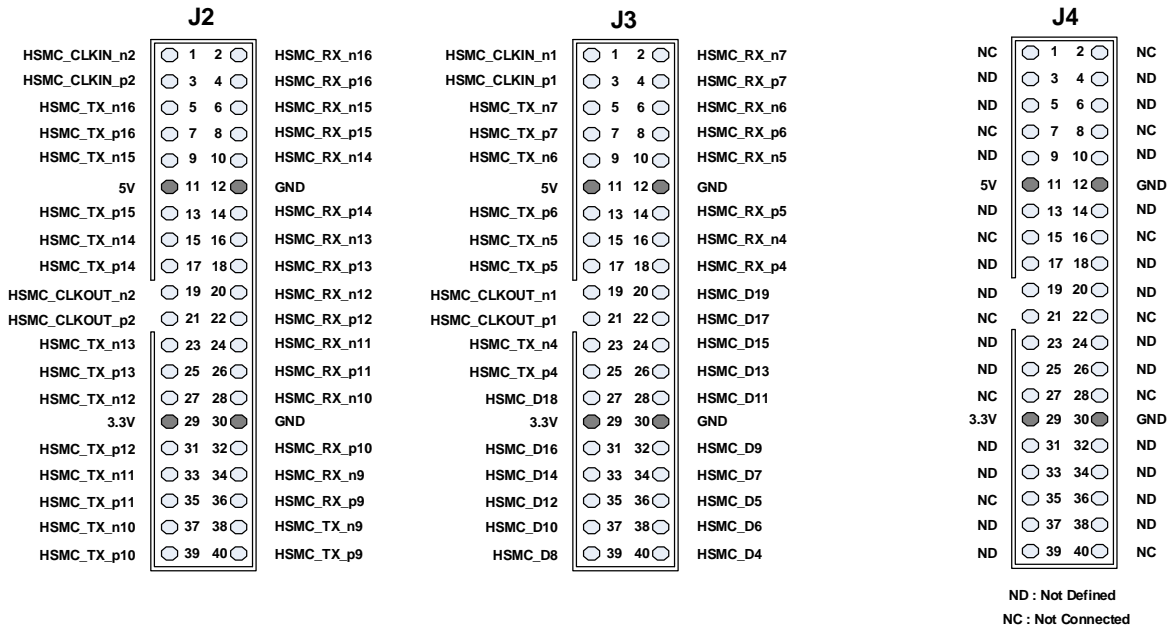 J2 J3 J4
HSMC_CLKIN_n2 1 2 HSMC_RX_n16 HSMC_CLKIN_n1 1 2 HSMC_RX_n7 NC 1 2 NC
HSMC_CLKIN_p2 3 4 HSMC_RX_p16 HSMC_CLKIN_p1 3 4 HSMC_RX_p7 ND 3 4 ND
HSMC_TX_n16 5 6 HSMC_RX_n15 HSMC_TX_n7 5 6 HSMC_RX_n6 ND 5 6 ND
HSMC_TX_p16 7 8 HSMC_RX_p15 HSMC_TX_p7 7 8 HSMC_RX_p6 NC 7 8 NC
HSMC_TX_n15 9 10 HSMC_RX_n14 HSMC_TX_n6 9 10 HSMC_RX_n5 ND 9 10 ND
5V 11 12 GND 5V 11 12 GND 5V 11 12 GND
HSMC_TX_p15 13 14 HSMC_RX_p14 HSMC_TX_p6 13 14 HSMC_RX_p5 ND 13 14 ND
HSMC_TX_n14 15 16 HSMC_RX_n13 HSMC_TX_n5 15 16 HSMC_RX_n4 NC 15 16 NC
HSMC_TX_p14 17 18 HSMC_RX_p13 HSMC_TX_p5 17 18 HSMC_RX_p4 ND 17 18 ND
HSMC_CLKOUT_n2 19 20 HSMC_RX_n12 HSMC_CLKOUT_n1 19 20 HSMC_D19 ND 19 20 ND
HSMC_CLKOUT_p2 21 22 HSMC_RX_p12 HSMC_CLKOUT_p1 21 22 HSMC_D17 NC 21 22 NC
HSMC_TX_n13 23 24 HSMC_RX_n11 HSMC_TX_n4 23 24 HSMC_D15 ND 23 24 ND
HSMC_TX_p13 25 26 HSMC_RX_p11 HSMC_TX_p4 25 26 HSMC_D13 ND 25 26 ND
HSMC_TX_n12 27 28 HSMC_RX_n10 HSMC_D18 27 28 HSMC_D11 NC 27 28 NC
3.3V 29 30 GND 3.3V 29 30 GND 3.3V 29 30 GND
HSMC_TX_p12 31 32 HSMC_RX_p10 HSMC_D16 31 32 HSMC_D9 ND 31 32 ND
HSMC_TX_n11 33 34 HSMC_RX_n9 HSMC_D14 33 34 HSMC_D7 ND 33 34 ND
HSMC_TX_p11 35 36 HSMC_RX_p9 HSMC_D12 35 36 HSMC_D5 NC 35 36 ND
HSMC_TX_n10 37 38 HSMC_TX_n9 HSMC_D10 37 38 HSMC_D6 ND 37 38 ND
HSMC_TX_p10 39 40 HSMC_TX_p9 HSMC_D8 39 40 HSMC_D4 ND 39 40 NC
ND : Not Defined
NC : Not Connected